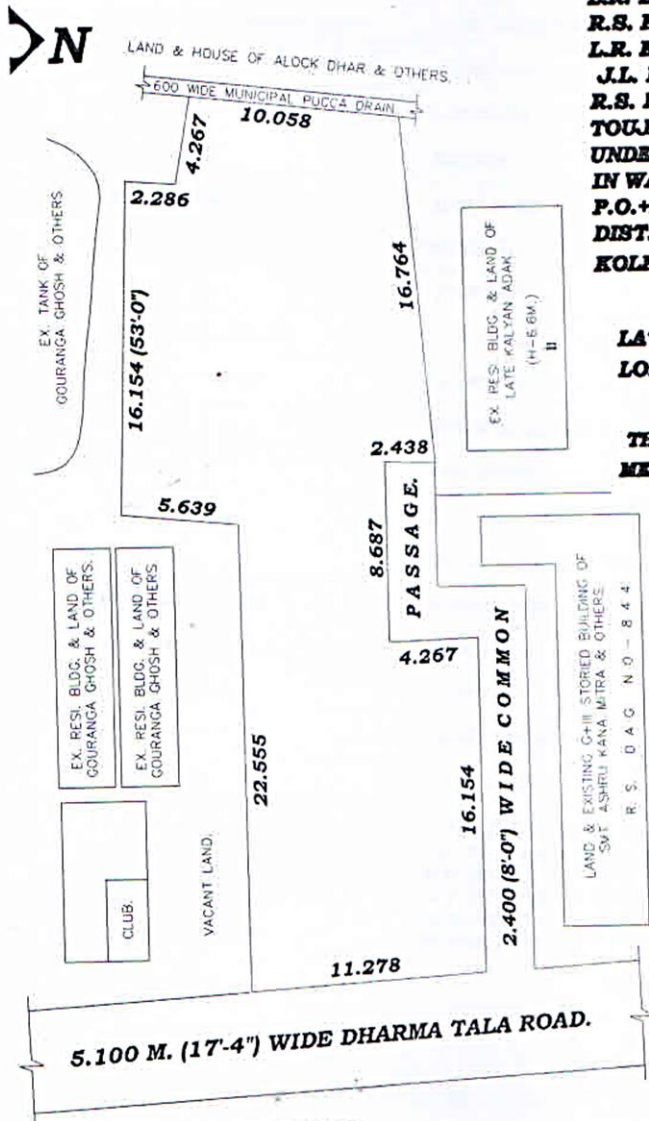 N
LAND & HOUSE OF ALOCK DHAR & OTHERS.
600 WIDE MUNICIPAL PUCCA DRAIN
10.058
4.267
2.286
EX. TANK OF
GOURANGA GHOSH & OTHERS
16.154 (53'-0")
16.764
EX. RESI. BLDG. & LAND OF
LATE KALYAN ADAK.
(H-6.6M.)
II
R.S.
L.R.
J.L.
R.S.
TOUJ
UNDE
IN WA
P.O.+
DIST.
KOL
LA
LO
TH
ME
2.438
5.639
8.687
PASSAGE.
4.267
EX. RESI. BLDG. & LAND OF
GOURANGA GHOSH & OTHERS.
EX. RESI. BLDG. & LAND OF
GOURANGA GHOSH & OTHERS
22.555
16.154
2.400 (8'-0") WIDE COMMON
LAND & EXISTING G+III STORIED BUILDING OF
SMT. ASHRU KANA MITRA & OTHERS.
R. S. DAG NO-844
CLUB.
VACANT LAND.
11.278
5.100 M. (17'-4") WIDE DHARMA TALA ROAD.